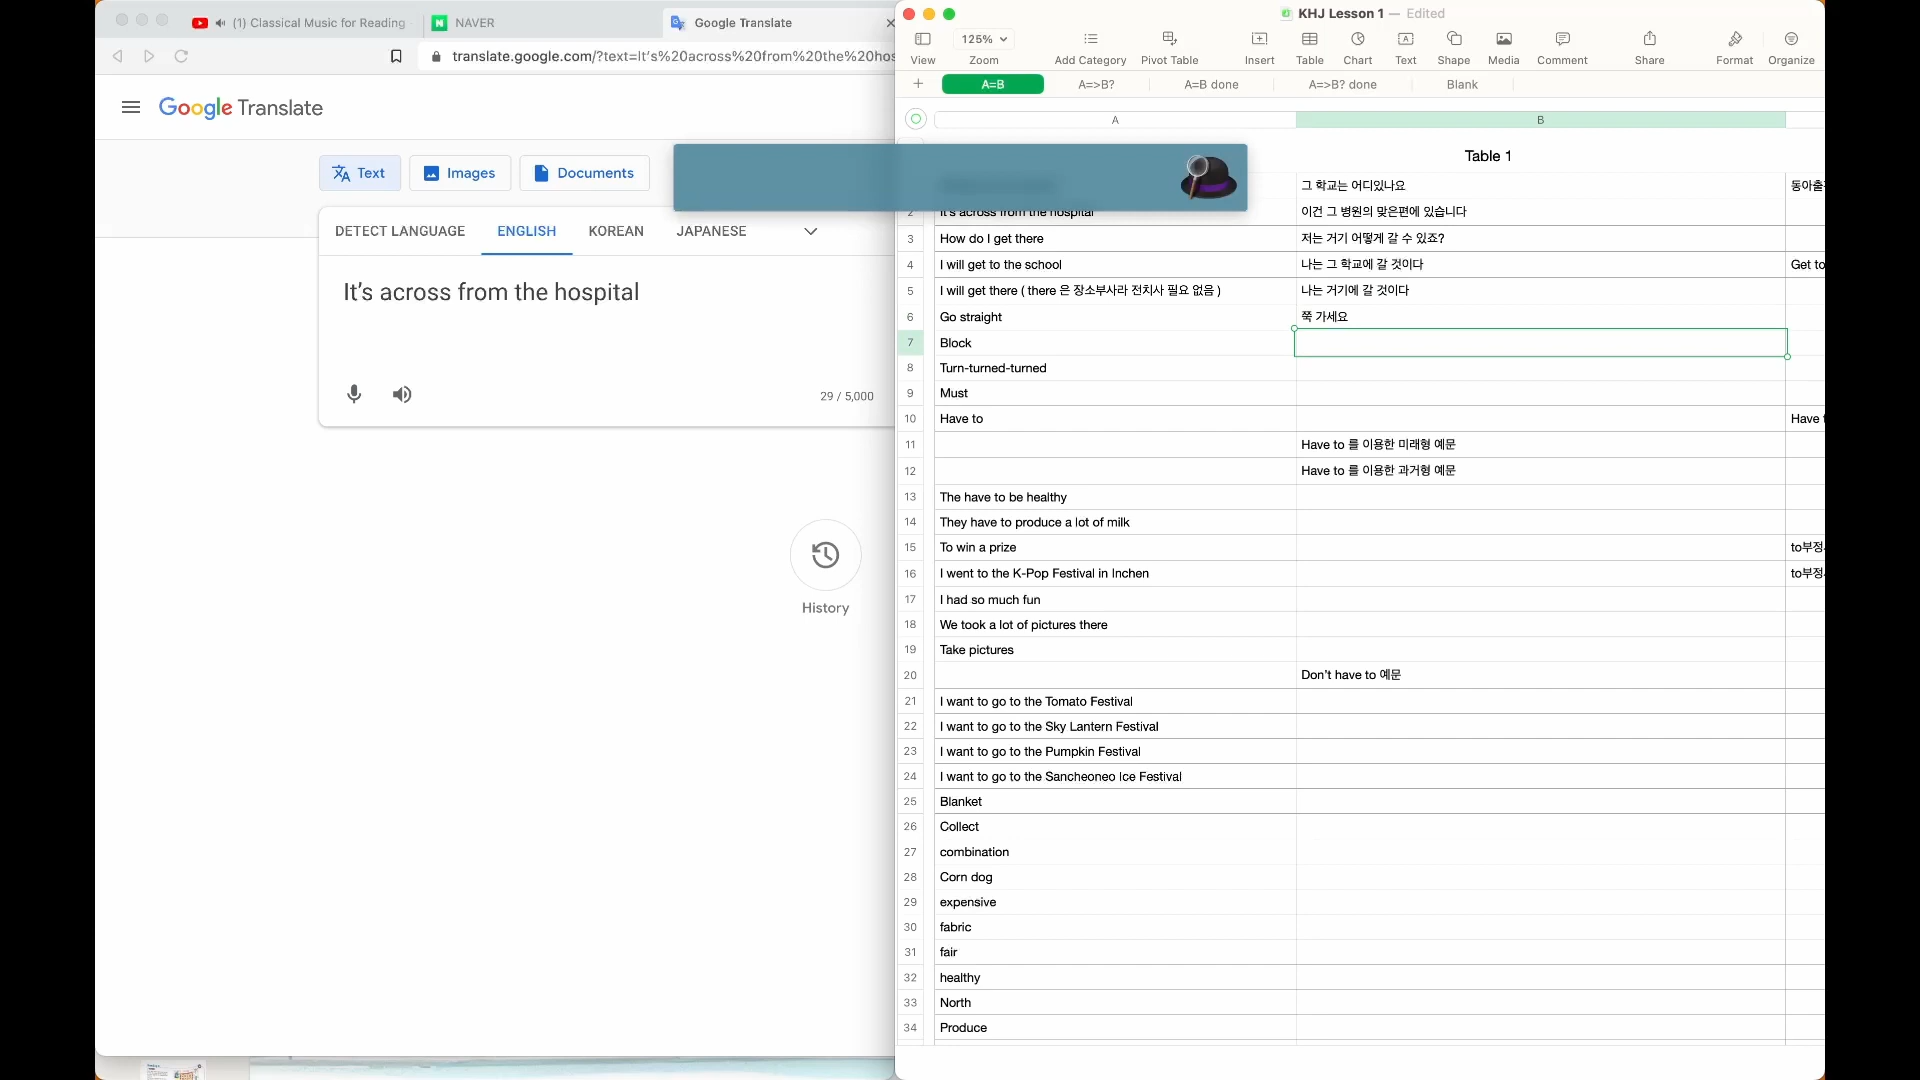 (1) Classical Music for Reading
NAVER
Google Translate
translate.google.com/?text=It's%20across%20from%20the%20hos
Google Translate
Text
Images
Documents
DETECT LANGUAGE
ENGLISH
KOREAN
JAPANESE
It's across from the hospital
29 / 5,000
History
KHJ Lesson 1 — Edited
125%
View
Zoom
Add Category
Pivot Table
Insert
Table
Chart
Text
Shape
Media
Comment
Share
Format
Organize
A=B
A=>B?
A=B done
A=>B? done
Blank
A
B
Table 1
그 학교는 어디있나요
2 It's across from the hospital 이건 그 병원의 맞은편에 있습니다
3 How do I get there 저는 거기 어떻게 갈 수 있죠?
4 I will get to the school 나는 그 학교에 갈 것이다 Get to
5 I will get there ( there 은 장소부사라 전치사 필요 없음 ) 나는 거기에 갈 것이다
6 Go straight 쭉 가세요
7 Block
8 Turn-turned-turned
9 Must
10 Have to Have
11 Have to 를 이용한 미래형 예문
12 Have to 를 이용한 과거형 예문
13 The have to be healthy
14 They have to produce a lot of milk
15 To win a prize to부정
16 I went to the K-Pop Festival in Inchen to부정
17 I had so much fun
18 We took a lot of pictures there
19 Take pictures
20 Don't have to 예문
21 I want to go to the Tomato Festival
22 I want to go to the Sky Lantern Festival
23 I want to go to the Pumpkin Festival
24 I want to go to the Sancheoneo Ice Festival
25 Blanket
26 Collect
27 combination
28 Corn dog
29 expensive
30 fabric
31 fair
32 healthy
33 North
34 Produce